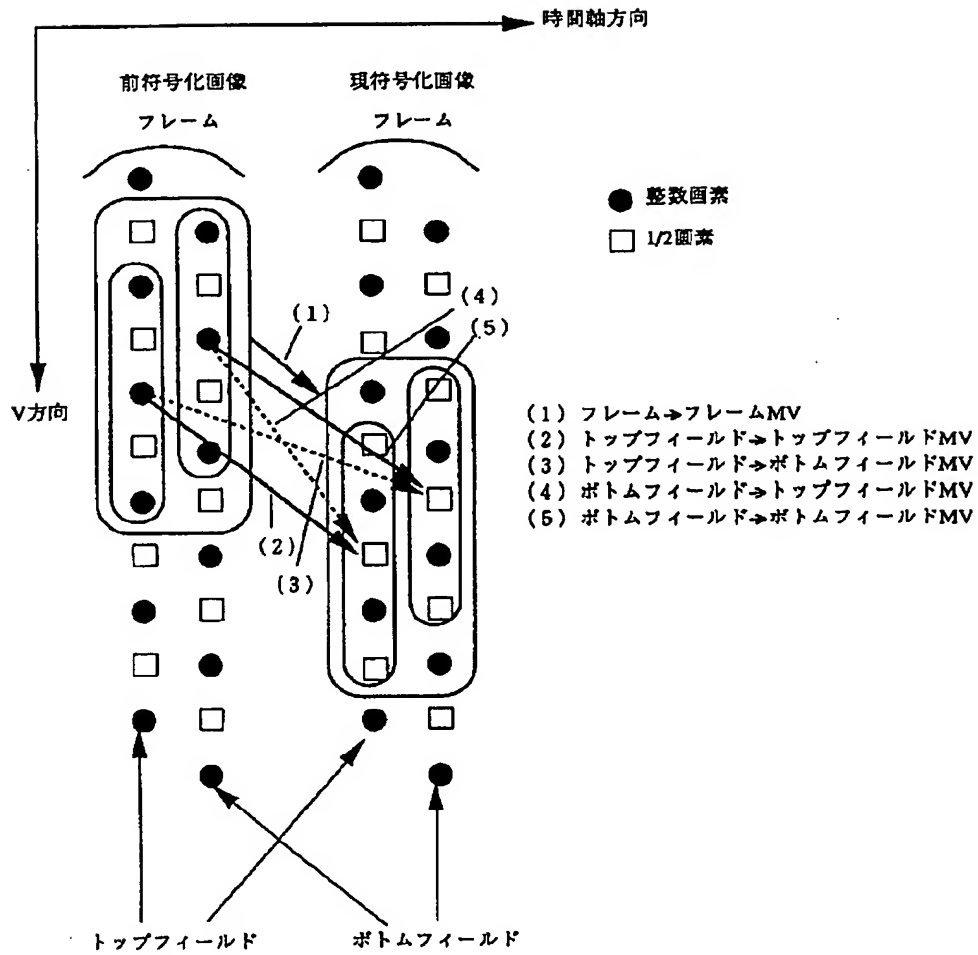 時間軸方向
前符号化画像
フレーム
現符号化画像
フレーム
● 整数画素
□ 1/2画素
(1)
(4)
(5)
V方向
(1) フレーム→フレームMV
(2) トップフィールド→トップフィールドMV
(3) トップフィールド→ボトムフィールドMV
(4) ボトムフィールド→トップフィールドMV
(5) ボトムフィールド→ボトムフィールドMV
(2)
(3)
トップフィールド
ボトムフィールド